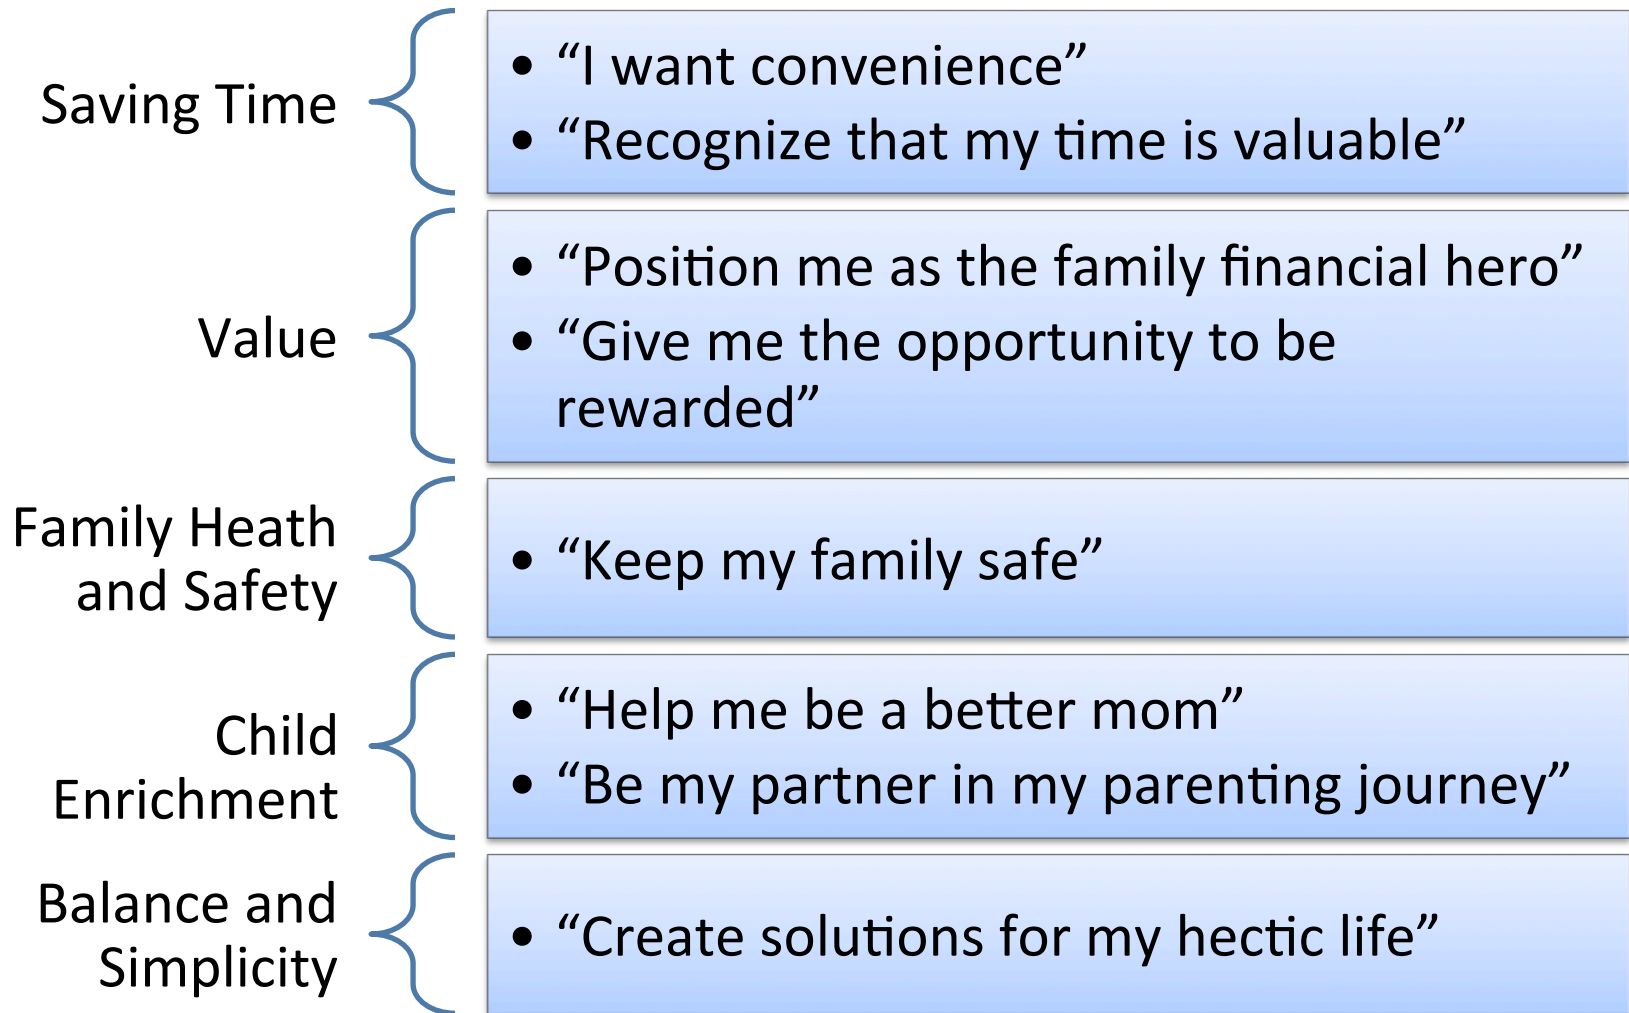 Saving Time
• “I want convenience”
• “Recognize that my time is valuable”
Value
• “Position me as the family financial hero”
• “Give me the opportunity to be
rewarded”
Family Heath
and Safety
• “Keep my family safe”
Child
Enrichment
• “Help me be a better mom”
• “Be my partner in my parenting journey”
Balance and
Simplicity
• “Create solutions for my hectic life”